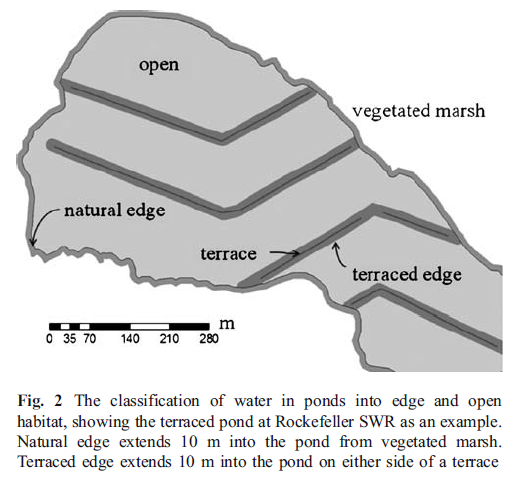 open
vegetated marsh
natural edge
terrace
terraced edge
m
0 35 70 140 210 280
Fig. 2 The classification of water in ponds into edge and open
habitat, showing the terraced pond at Rockefeller SWR as an example.
Natural edge extends 10 m into the pond from vegetated marsh.
Terraced edge extends 10 m into the pond on either side of a terrace